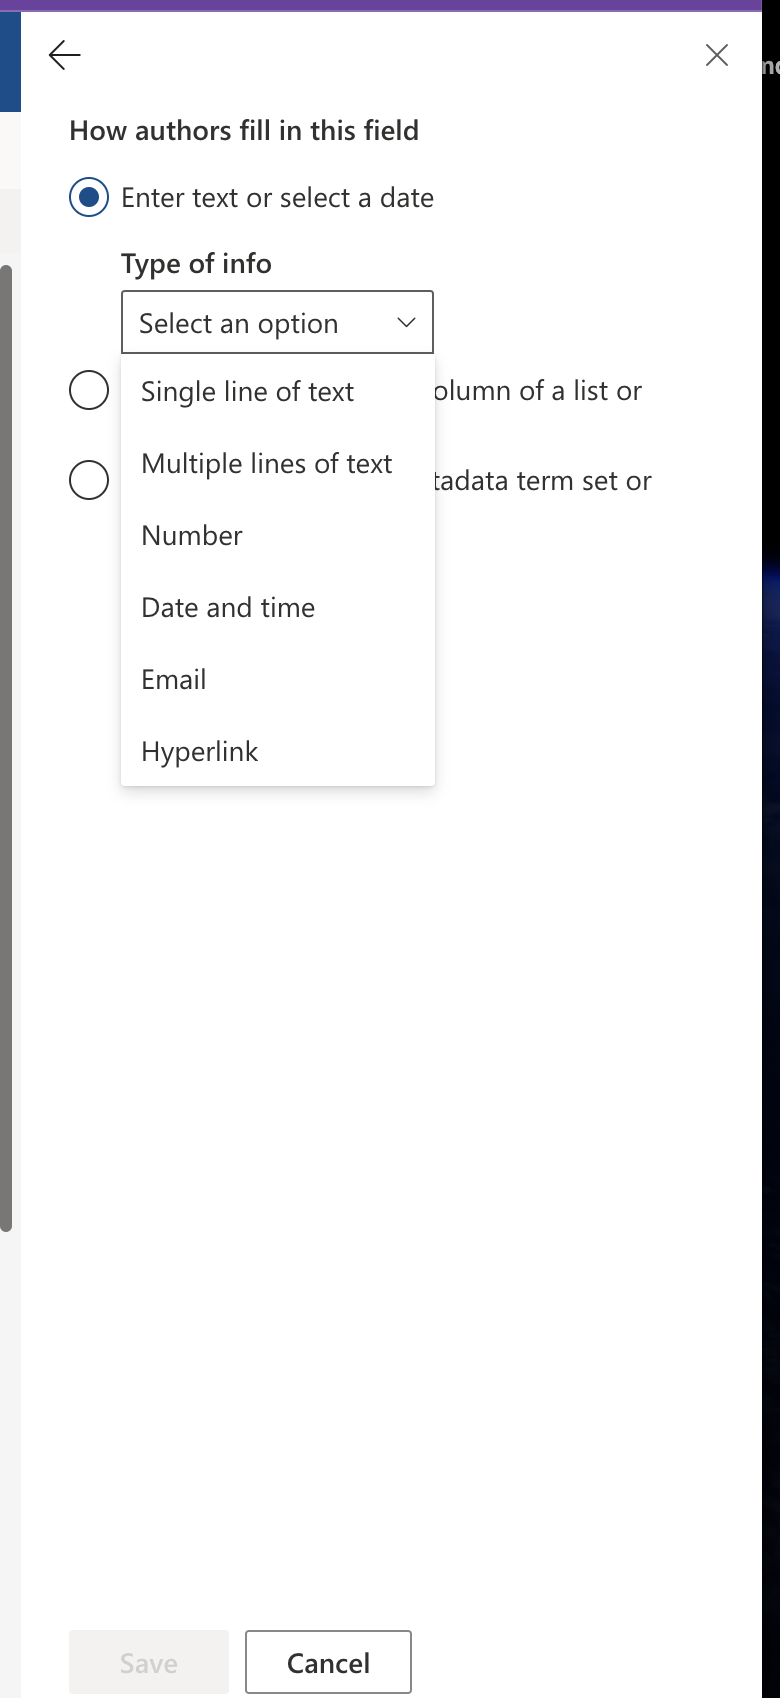 How authors fill in this field
Enter text or select a date
Type of info
Select an option
Single line of text
olumn of a list or
Multiple lines of text
tadata term set or
Number
Date and time
Email
Hyperlink
Save
Cancel